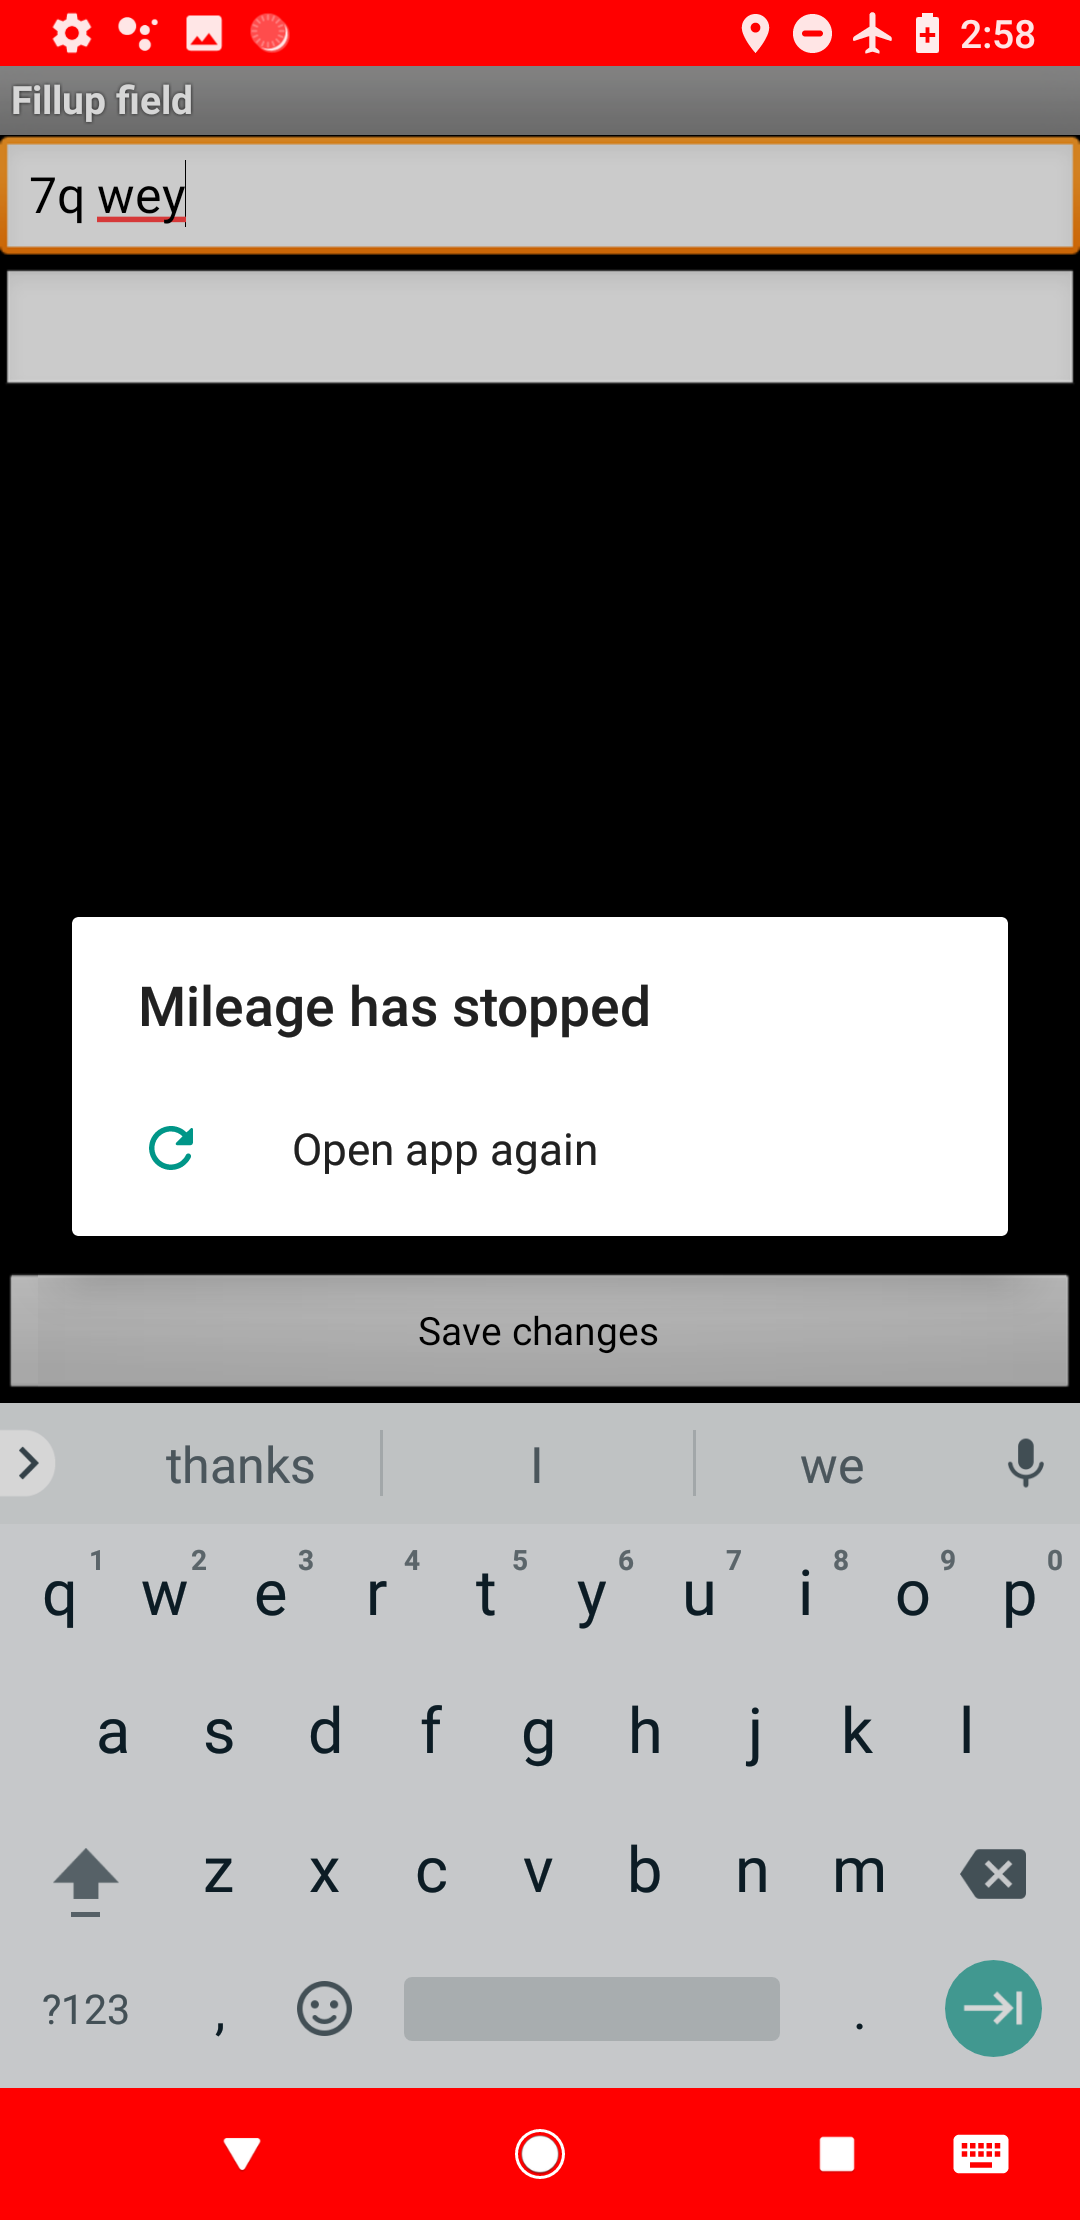 2:58
Fillup field
7q wey
Mileage has stopped
Open app again
Save changes
thanks I we
1 2 3 4 5 6 7 8 9 0
q w e r t y u i o p
a s d f g h j k l
z x c v b n m
?123 , .